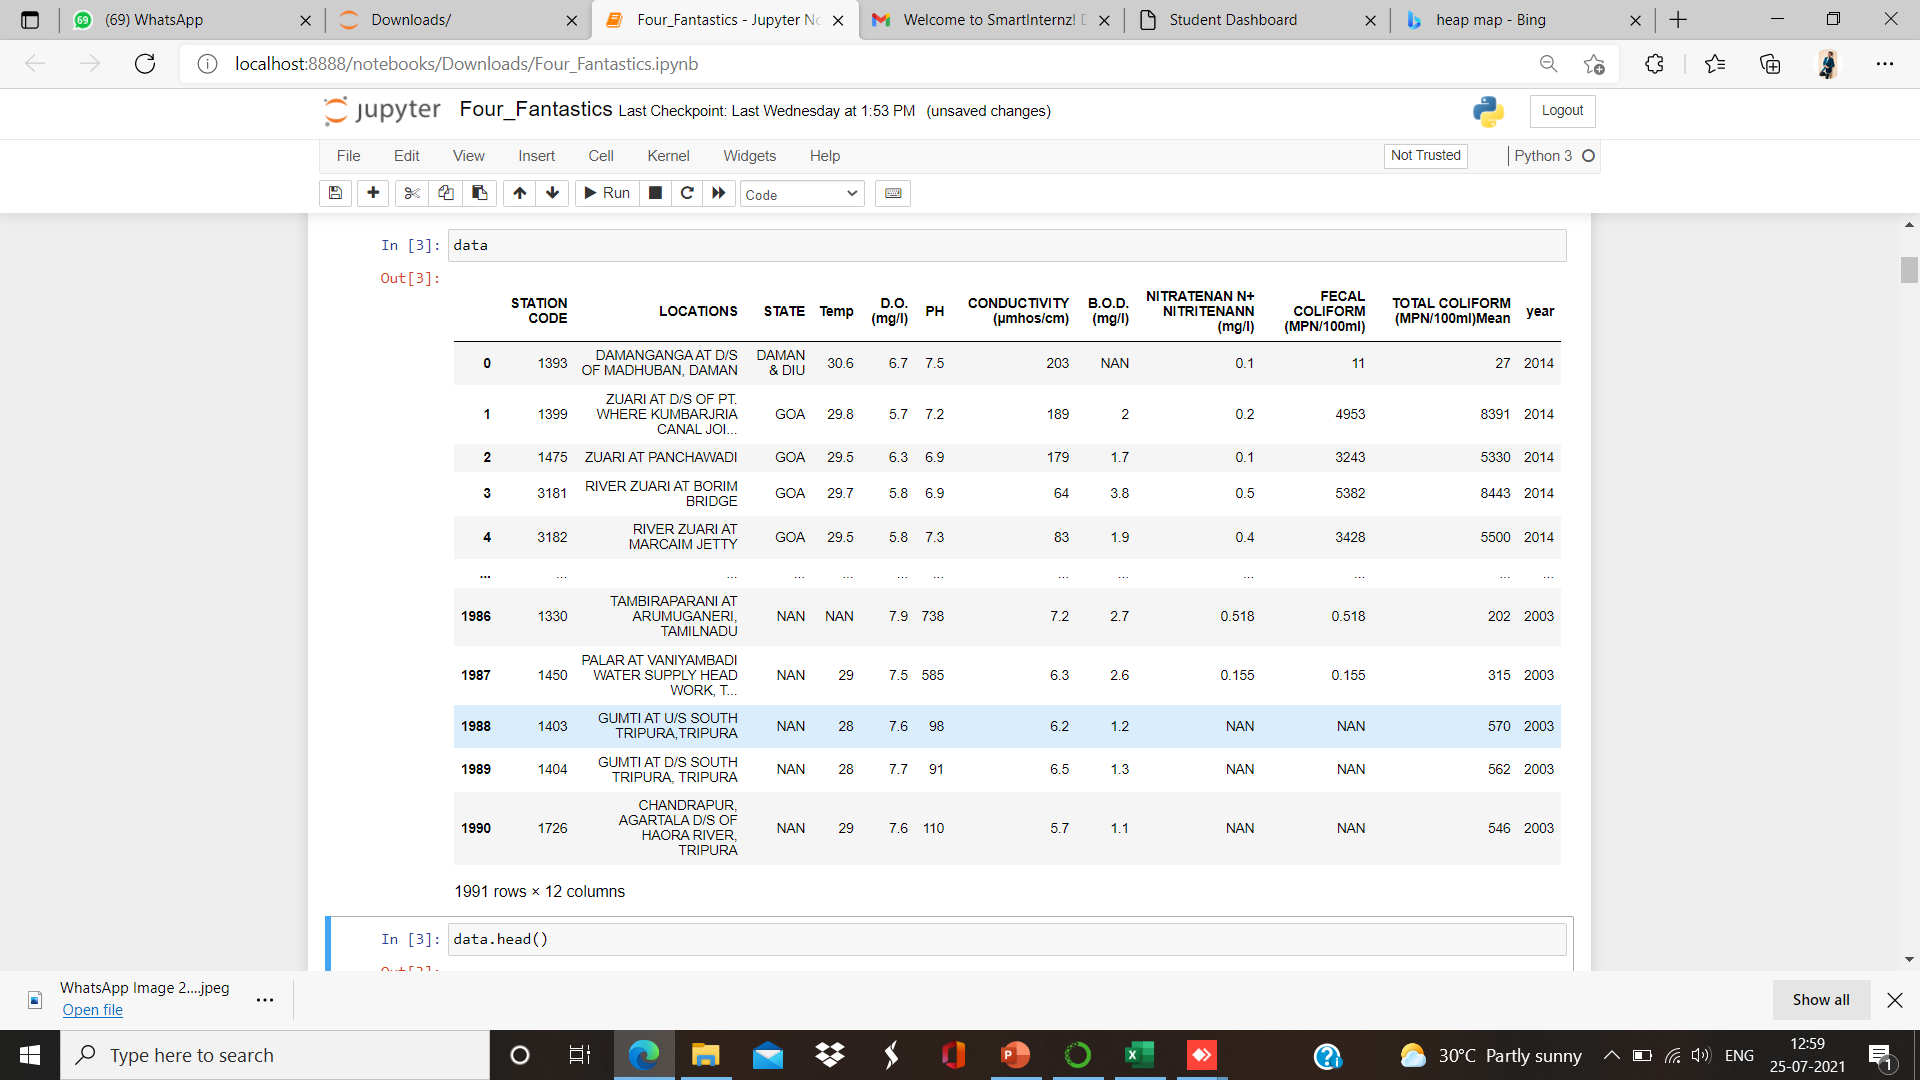 (69) WhatsApp
Downloads/
Four_Fantastics - Jupyter No
Welcome to SmartInternz! D
Student Dashboard
heap map - Bing
localhost:8888/notebooks/Downloads/Four_Fantastics.ipynb
jupyter Four_Fantastics Last Checkpoint: Last Wednesday at 1:53 PM (unsaved changes)
Logout
File Edit View Insert Cell Kernel Widgets Help
Not Trusted
Python 3
Run
Code
In [3]: data
Out[3]:
STATION CODE LOCATIONS STATE Temp D.O. (mg/l) PH CONDUCTIVITY (µmhos/cm) B.O.D. (mg/l) NITRATENAN N+ NITRITENANN (mg/l) FECAL COLIFORM (MPN/100ml) TOTAL COLIFORM (MPN/100ml)Mean year
0 1393 DAMANGANGA AT D/S OF MADHUBAN, DAMAN DAMAN & DIU 30.6 6.7 7.5 203 NAN 0.1 11 27 2014
1 1399 ZUARI AT D/S OF PT. WHERE KUMBARJRIA CANAL JOI... GOA 29.8 5.7 7.2 189 2 0.2 4953 8391 2014
2 1475 ZUARI AT PANCHAWADI GOA 29.5 6.3 6.9 179 1.7 0.1 3243 5330 2014
3 3181 RIVER ZUARI AT BORIM BRIDGE GOA 29.7 5.8 6.9 64 3.8 0.5 5382 8443 2014
4 3182 RIVER ZUARI AT MARCAIM JETTY GOA 29.5 5.8 7.3 83 1.9 0.4 3428 5500 2014
... ... ... ... ... ... ... ... ... ... ... ... ...
1986 1330 TAMBIRAPARANI AT ARUMUGANERI, TAMILNADU NAN NAN 7.9 738 7.2 2.7 0.518 0.518 202 2003
1987 1450 PALAR AT VANIYAMBADI WATER SUPPLY HEAD WORK, T... NAN 29 7.5 585 6.3 2.6 0.155 0.155 315 2003
1988 1403 GUMTI AT U/S SOUTH TRIPURA,TRIPURA NAN 28 7.6 98 6.2 1.2 NAN NAN 570 2003
1989 1404 GUMTI AT D/S SOUTH TRIPURA, TRIPURA NAN 28 7.7 91 6.5 1.3 NAN NAN 562 2003
1990 1726 CHANDRAPUR, AGARTALA D/S OF HAORA RIVER, TRIPURA NAN 29 7.6 110 5.7 1.1 NAN NAN 546 2003
1991 rows × 12 columns
In [3]: data.head()
Out[3]:
WhatsApp Image 2....jpeg
Open file
Show all
Type here to search
30°C Partly sunny
ENG
12:59
25-07-2021
1